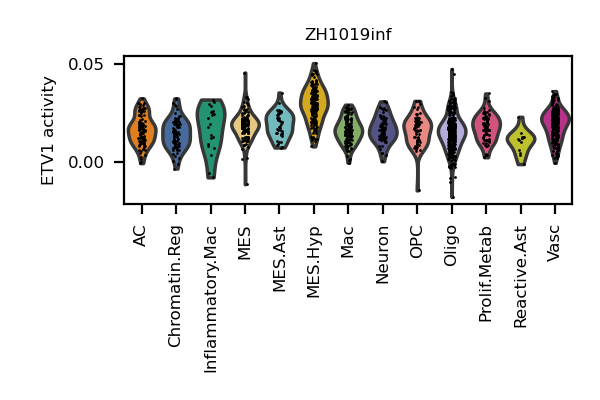 ZH1019inf
ETV1 activity
0.05
0.00
AC
Chromatin.Reg
Inflammatory.Mac
MES
MES.Ast
MES.Hyp
Mac
Neuron
OPC
Oligo
Prolif.Metab
Reactive.Ast
Vasc